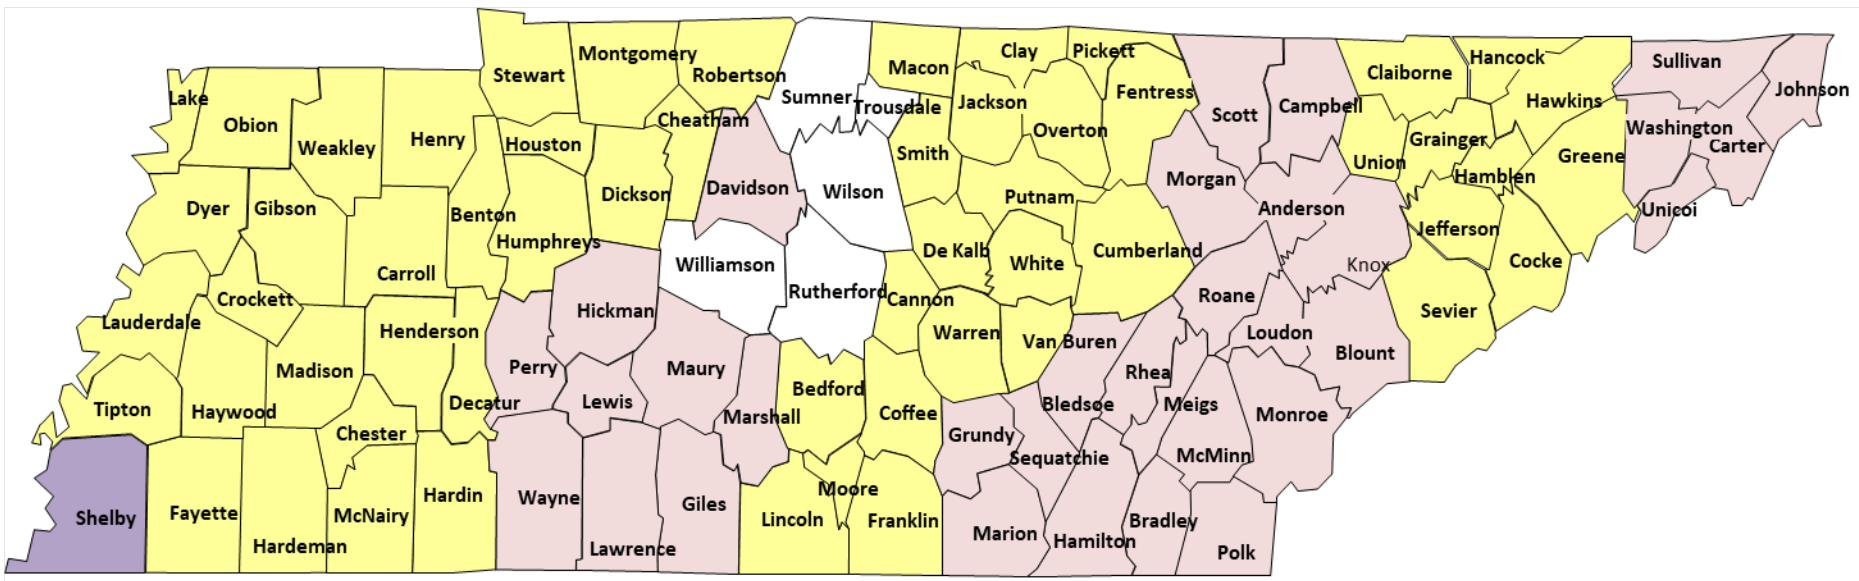 Lake
Obion
Weakley
Henry
Stewart
Montgomery
Robertson
Sumner
Macon
Trousdale
Clay
Pickett
Jackson
Overton
Fentress
Scott
Campbell
Claiborne
Hancock
Hawkins
Sullivan
Johnson
Washington
Carter
Unicoi
Greene
Hamblen
Grainger
Union
Cheatham
Houston
Dickson
Davidson
Wilson
Smith
Putnam
Morgan
Anderson
Knox
Jefferson
Cocke
Sevier
Dyer
Gibson
Benton
Humphreys
Carroll
Crockett
Lauderdale
Williamson
Rutherford
Cannon
De Kalb
White
Cumberland
Roane
Loudon
Blount
Hickman
Henderson
Madison
Haywood
Tipton
Decatur
Perry
Lewis
Maury
Marshall
Bedford
Coffee
Warren
Van Buren
Rhea
Bledsoe
Meigs
Monroe
McMinn
Grundy
Sequatchie
Chester
Shelby
Fayette
Hardeman
McNairy
Hardin
Wayne
Lawrence
Giles
Lincoln
Moore
Franklin
Marion
Hamilton
Bradley
Polk